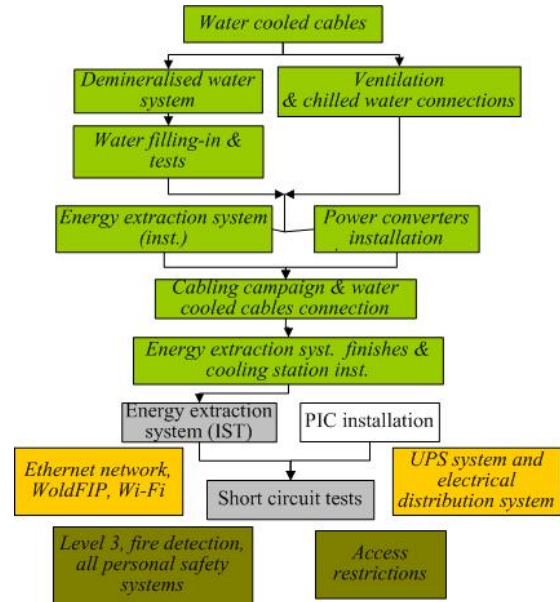 Water cooled cables
Demineralised water
system
Ventilation
& chilled water connections
Water filling-in &
tests
Energy extraction system
(inst.)
Power converters
installation
Cabling campaign & water
cooled cables connection
Energy extraction syst. finishes &
cooling station inst.
Energy extraction
system (IST)
PIC installation
Ethernet network,
WoldFIP, Wi-Fi
UPS system and
electrical
distribution system
Short circuit tests
Level 3, fire detection,
all personal safety
systems
Access
restrictions